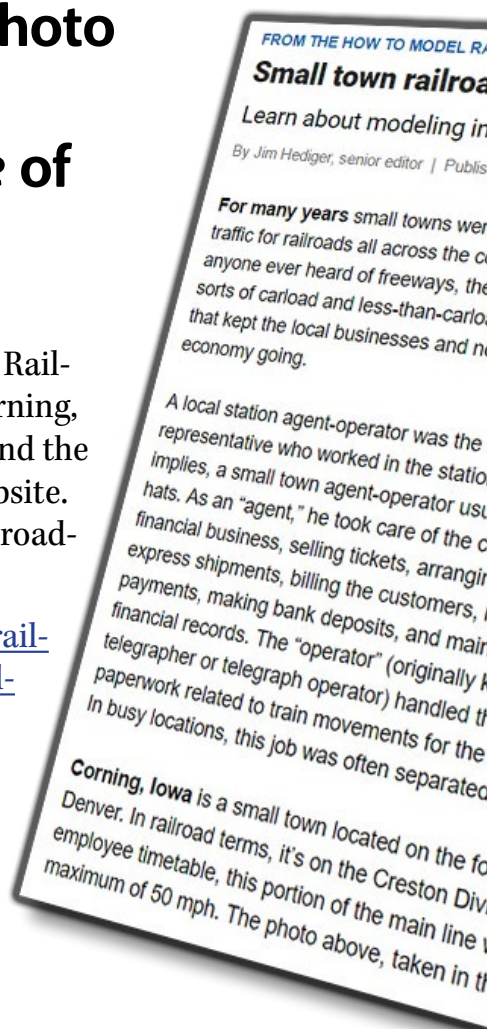 hoto
of
Rail-
rning,
nd the
bsite.
road-
rail-
l-
FROM THE HOW TO MODEL RA
Small town railroa
Learn about modeling in
By Jim Hediger, senior editor | Publis
For many years small towns wer
traffic for railroads all across the c
anyone ever heard of freeways, the
sorts of carload and less-than-carloa
that kept the local businesses and ne
economy going.
A local station agent-operator was the
representative who worked in the station
implies, a small town agent-operator usu
hats. As an “agent,” he took care of the c
financial business, selling tickets, arrangin
express shipments, billing the customers,
payments, making bank deposits, and main
financial records. The “operator” (originally k
telegrapher or telegraph operator) handled th
paperwork related to train movements for the
In busy locations, this job was often separated
Corning, Iowa is a small town located on the fo
Denver. In railroad terms, it’s on the Creston Divi
employee timetable, this portion of the main line w
maximum of 50 mph. The photo above, taken in th